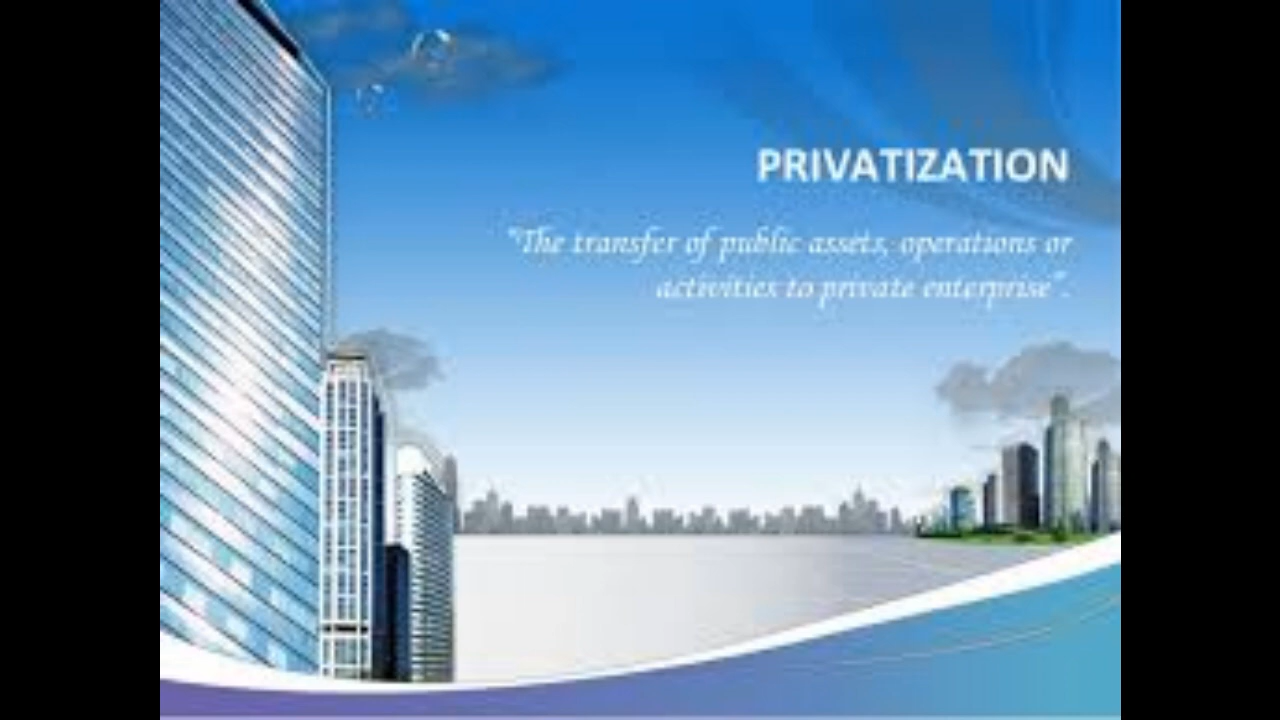 PRIVATIZATION
"The transfer of public assets, operations or
activities to private enterprise".